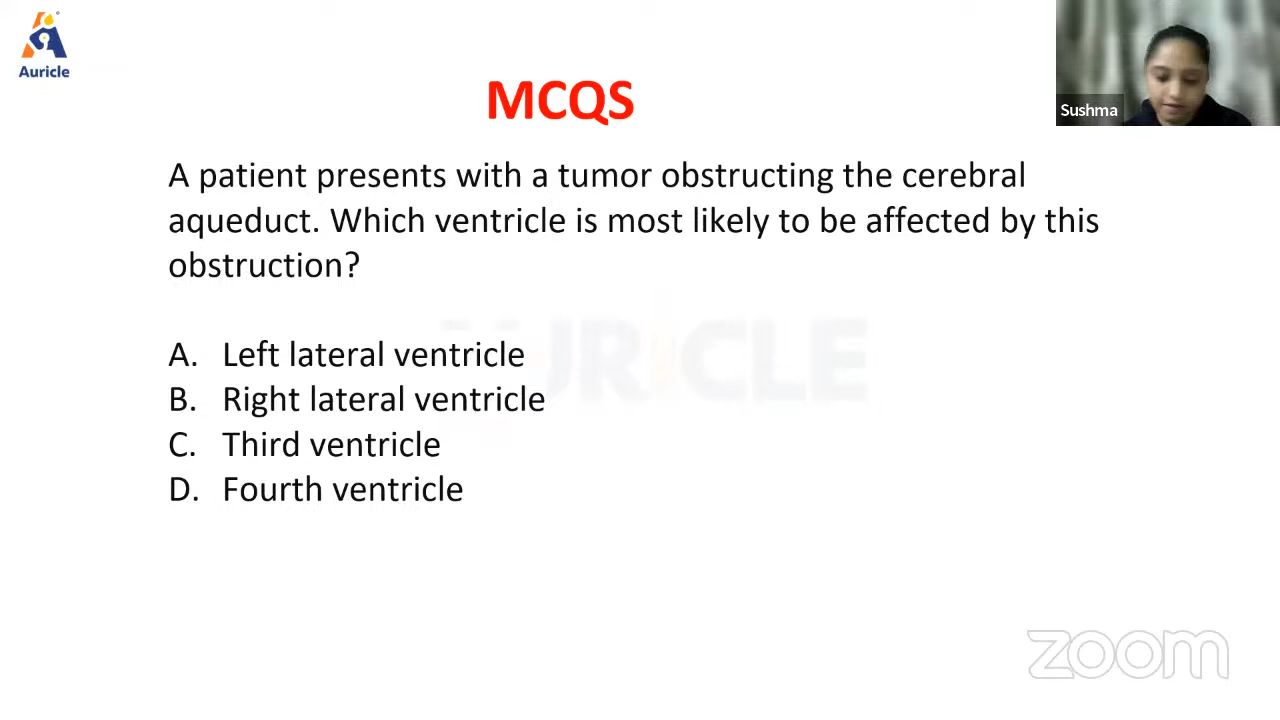 Auricle
Sushma
MCQS
A patient presents with a tumor obstructing the cerebral
aqueduct. Which ventricle is most likely to be affected by this
obstruction?
A. Left lateral ventricle
B. Right lateral ventricle
C. Third ventricle
D. Fourth ventricle
AURICLE
zoom